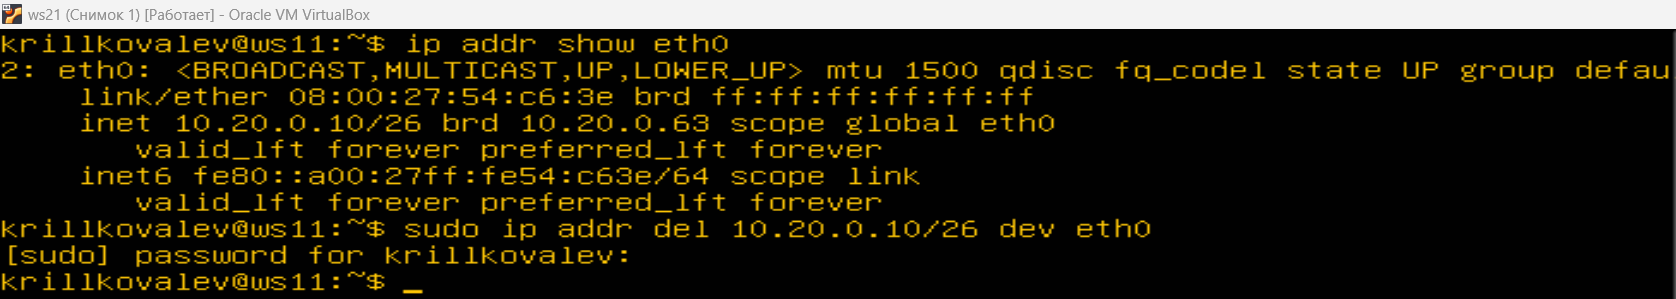 ws21 (Снимок 1) [Работает] - Oracle VM VirtualBox
krillkovalev@ws11:~$ ip addr show eth0
2: eth0: <BROADCAST,MULTICAST,UP,LOWER_UP> mtu 1500 qdisc fq_codel state UP group defau
link/ether 08:00:27:54:c6:3e brd ff:ff:ff:ff:ff:ff
inet 10.20.0.10/26 brd 10.20.0.63 scope global eth0
valid_lft forever preferred_lft forever
inet6 fe80::a00:27ff:fe54:c63e/64 scope link
valid_lft forever preferred_lft forever
krillkovalev@ws11:~$ sudo ip addr del 10.20.0.10/26 dev eth0
[sudo] password for krillkovalev:
krillkovalev@ws11:~$ _